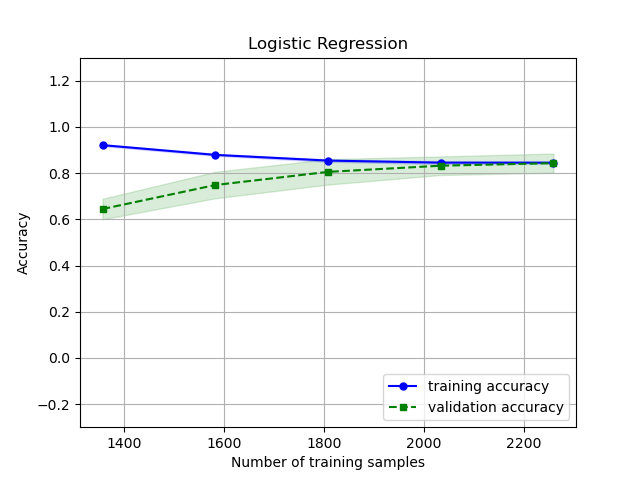 Logistic Regression
Accuracy
1.2
1.0
0.8
0.6
0.4
0.2
0.0
−0.2
training accuracy
validation accuracy
1400 1600 1800 2000 2200
Number of training samples